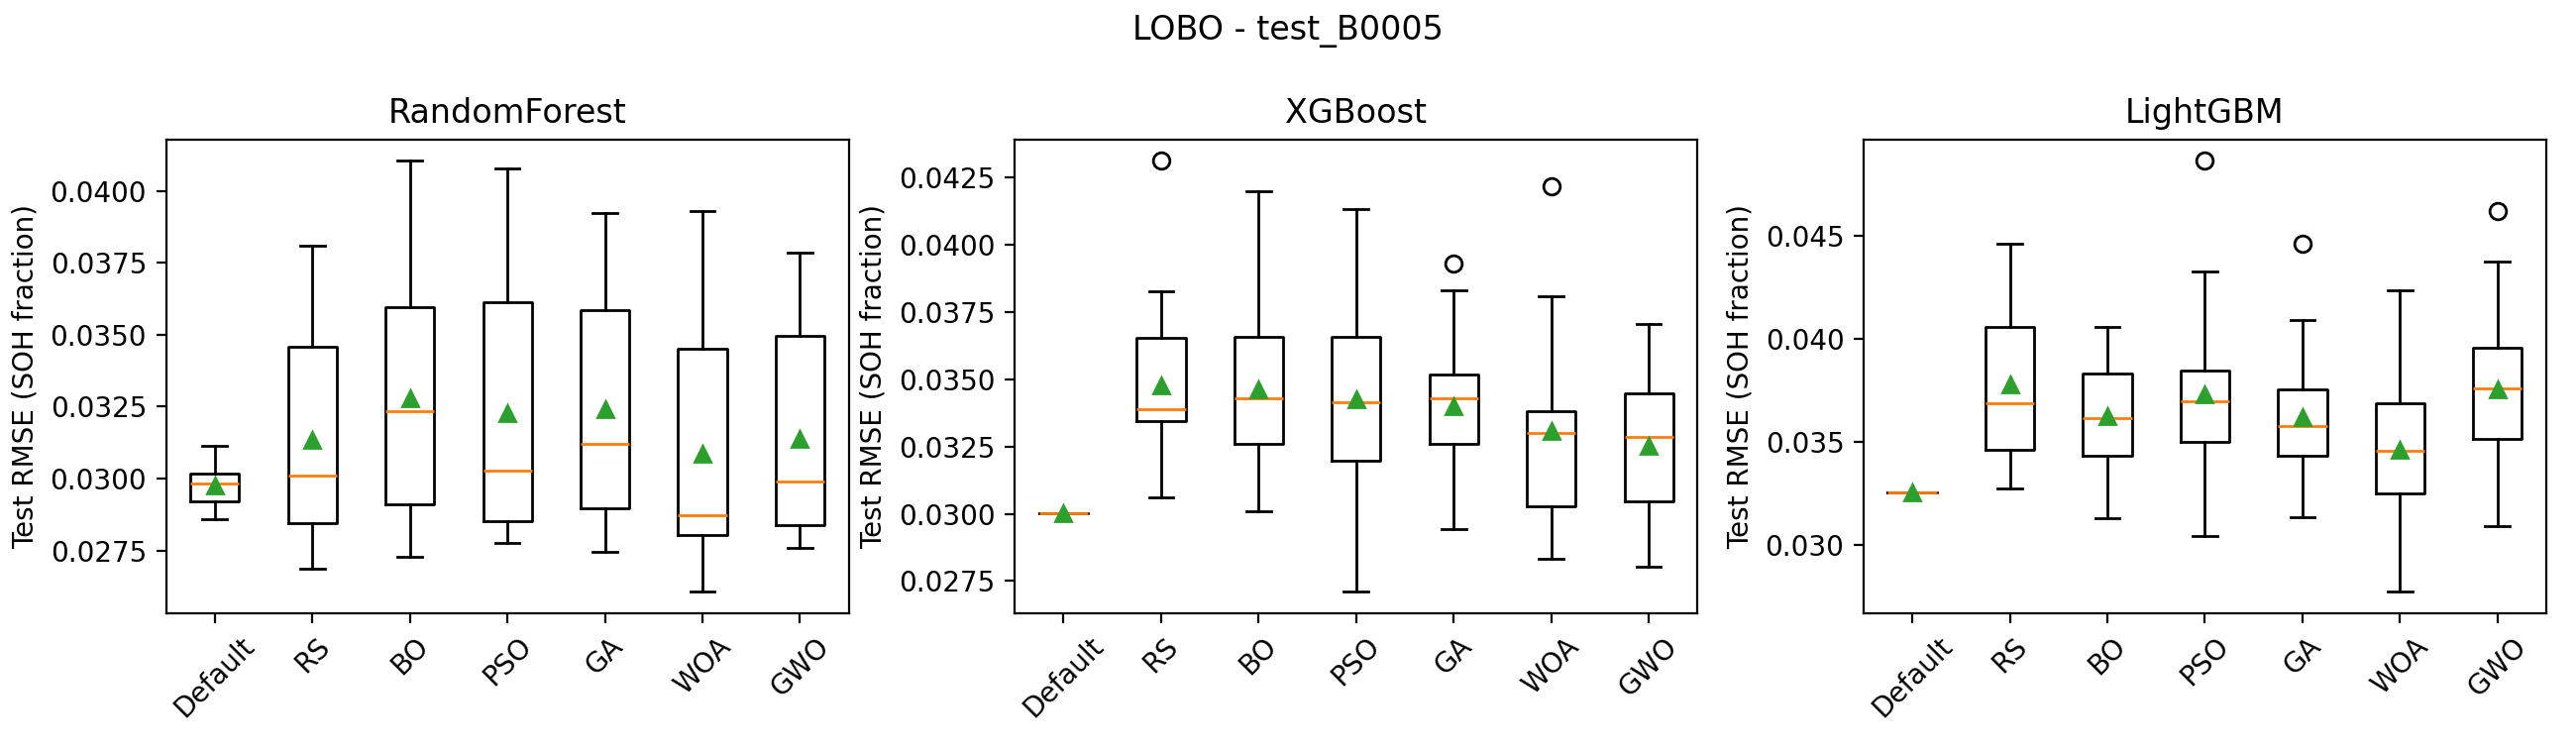 LOBO - test_B0005
RandomForest
Test RMSE (SOH fraction)
0.0400
0.0375
0.0350
0.0325
0.0300
0.0275
Default
RS
BO
PSO
GA
WOA
GWO
XGBoost
Test RMSE (SOH fraction)
0.0425
0.0400
0.0375
0.0350
0.0325
0.0300
0.0275
Default
RS
BO
PSO
GA
WOA
GWO
LightGBM
Test RMSE (SOH fraction)
0.045
0.040
0.035
0.030
Default
RS
BO
PSO
GA
WOA
GWO